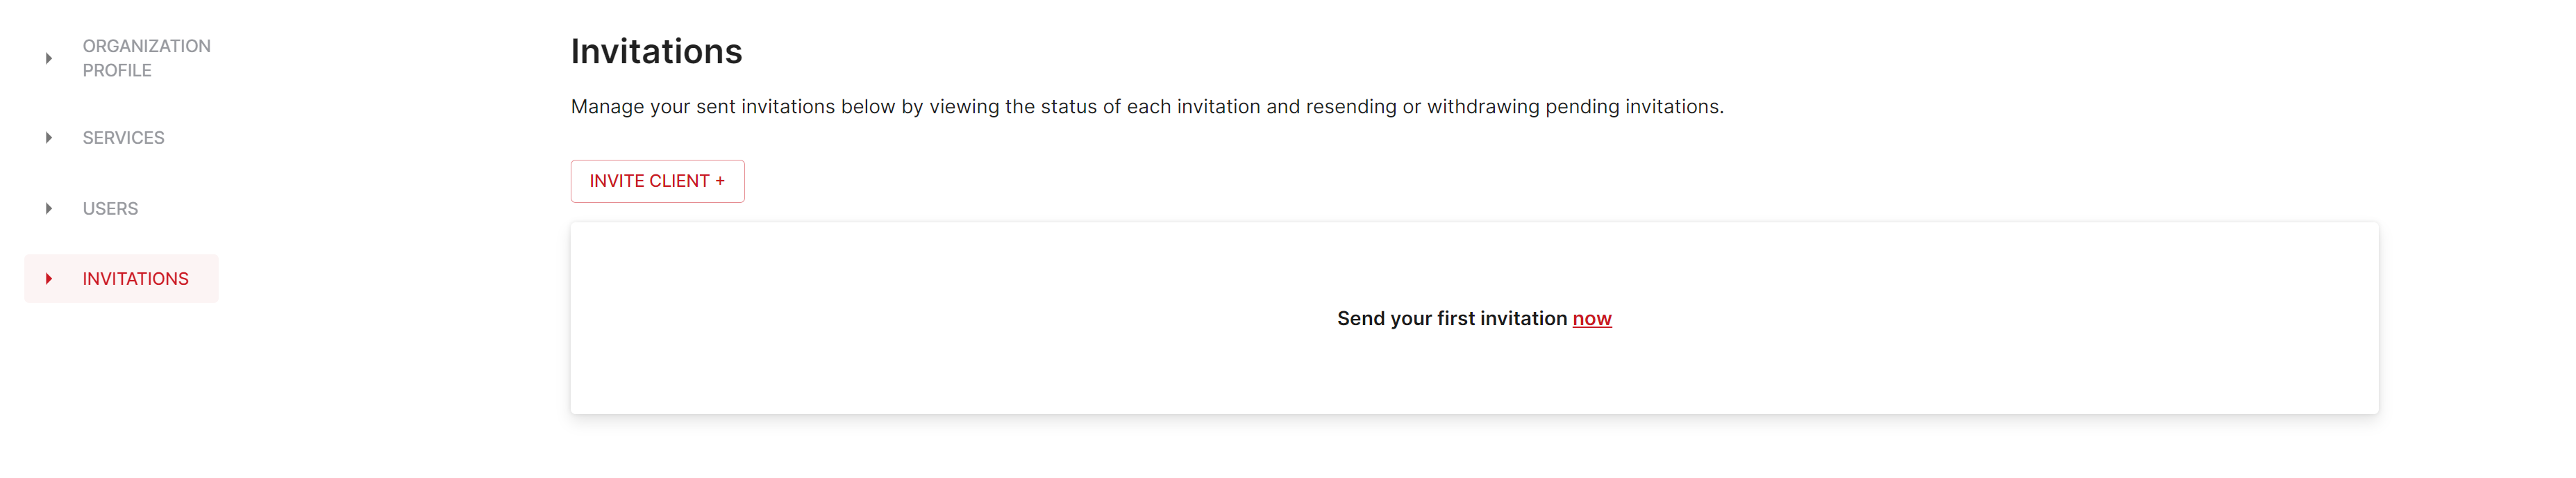 ORGANIZATION
PROFILE
SERVICES
USERS
INVITATIONS
Invitations
Manage your sent invitations below by viewing the status of each invitation and resending or withdrawing pending invitations.
INVITE CLIENT +
Send your first invitation now